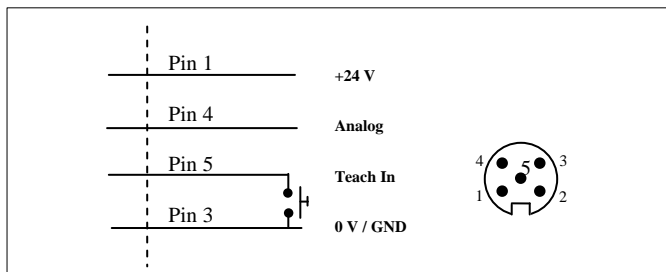 Pin 1 +24 V
Pin 4 Analog
Pin 5 Teach In
Pin 3 0 V / GND
4 5 3
1 2